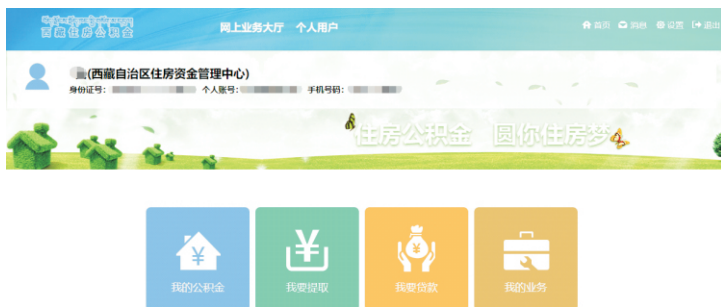 西藏住房公积金
网上业务大厅 个人用户
首页 消息 设置 退出
(西藏自治区住房资金管理中心)
身份证号: 个人账号: 手机号码:
住房公积金 圆你住房梦
我的公积金 我要提取 我要贷款 我的业务